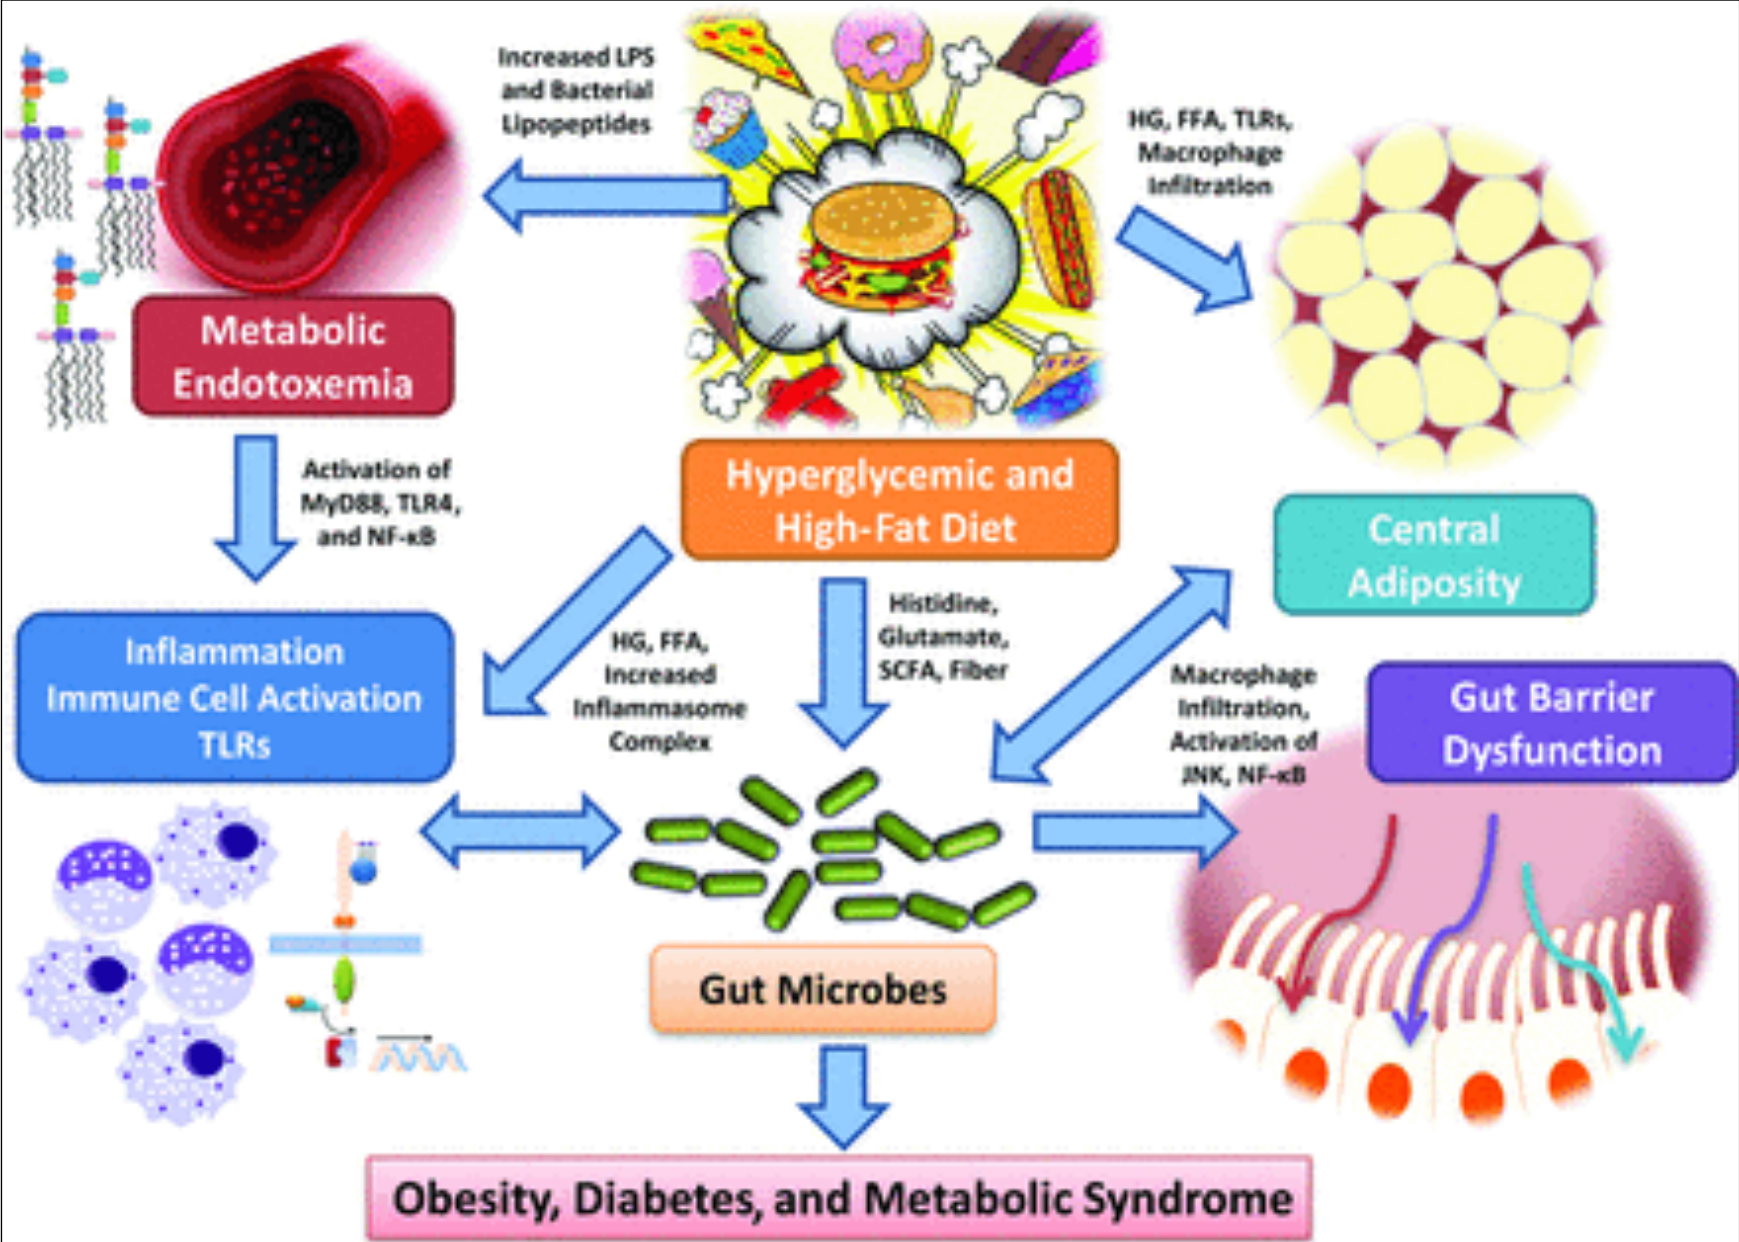 Increased LPS
and Bacterial
Lipopeptides
HG, FFA, TLRs,
Macrophage
Infiltration
Metabolic
Endotoxemia
Activation of
MyD88, TLR4,
and NF-κB
Hyperglycemic and
High-Fat Diet
Central
Adiposity
Inflammation
Immune Cell Activation
TLRs
HG, FFA,
Increased
Inflammasome
Complex
Histidine,
Glutamate,
SCFA, Fiber
Macrophage
Infiltration,
Activation of
JNK, NF-κB
Gut Barrier
Dysfunction
Gut Microbes
Obesity, Diabetes, and Metabolic Syndrome